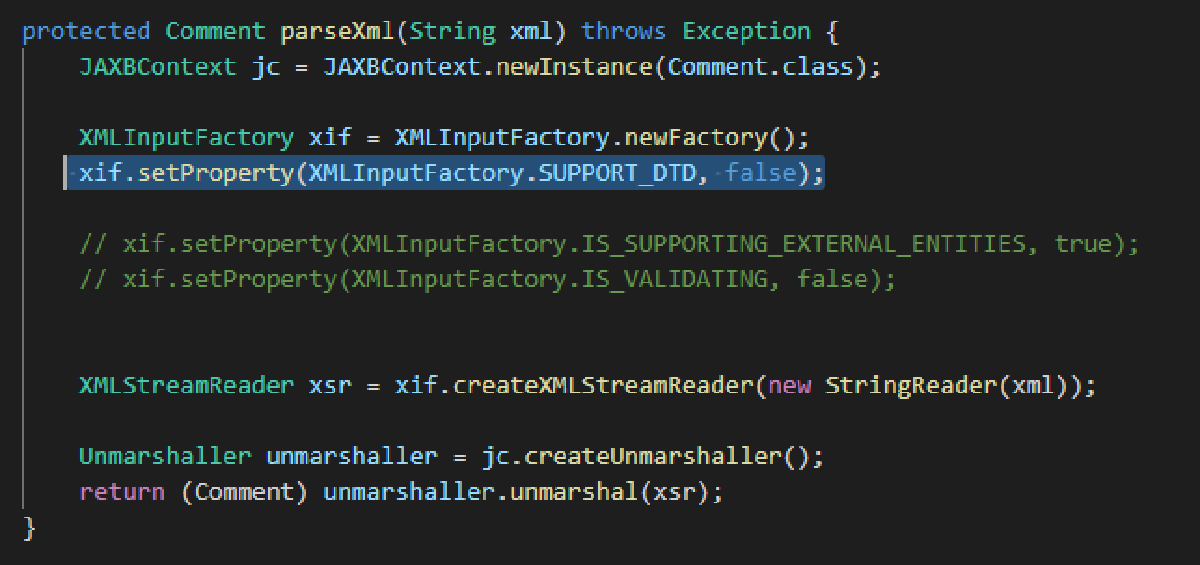 protected Comment parseXml(String xml) throws Exception {
JAXBContext jc = JAXBContext.newInstance(Comment.class);
XMLInputFactory xif = XMLInputFactory.newFactory();
xif.setProperty(XMLInputFactory.SUPPORT_DTD, false);
// xif.setProperty(XMLInputFactory.IS_SUPPORTING_EXTERNAL_ENTITIES, true);
// xif.setProperty(XMLInputFactory.IS_VALIDATING, false);
XMLStreamReader xsr = xif.createXMLStreamReader(new StringReader(xml));
Unmarshaller unmarshaller = jc.createUnmarshaller();
return (Comment) unmarshaller.unmarshal(xsr);
}